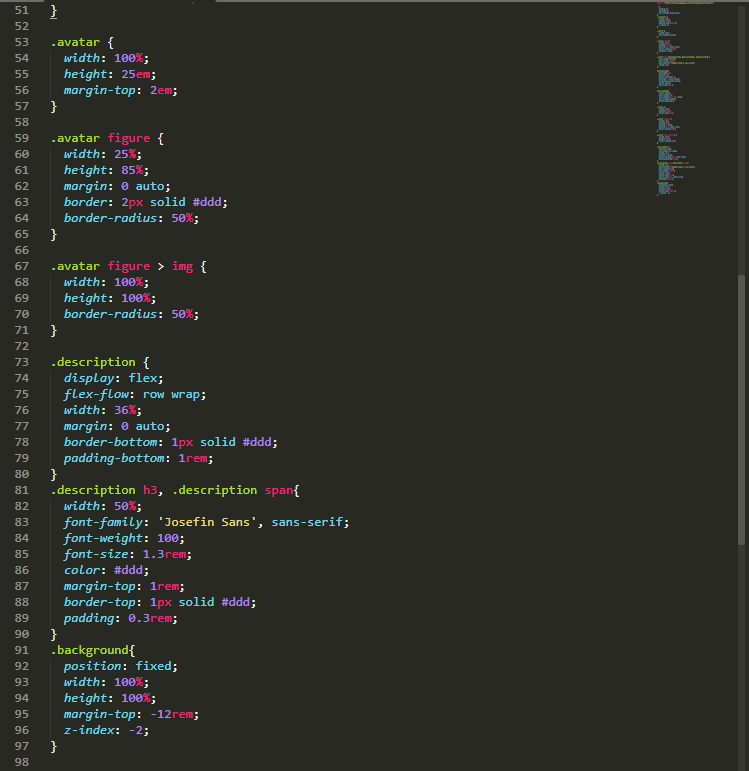 51 }
52
53 .avatar {
54 width: 100%;
55 height: 25em;
56 margin-top: 2em;
57 }
58
59 .avatar figure {
60 width: 25%;
61 height: 85%;
62 margin: 0 auto;
63 border: 2px solid #ddd;
64 border-radius: 50%;
65 }
66
67 .avatar figure > img {
68 width: 100%;
69 height: 100%;
70 border-radius: 50%;
71 }
72
73 .description {
74 display: flex;
75 flex-flow: row wrap;
76 width: 36%;
77 margin: 0 auto;
78 border-bottom: 1px solid #ddd;
79 padding-bottom: 1rem;
80 }
81 .description h3, .description span{
82 width: 50%;
83 font-family: 'Josefin Sans', sans-serif;
84 font-weight: 100;
85 font-size: 1.3rem;
86 color: #ddd;
87 margin-top: 1rem;
88 border-top: 1px solid #ddd;
89 padding: 0.3rem;
90 }
91 .background{
92 position: fixed;
93 width: 100%;
94 height: 100%;
95 margin-top: -12rem;
96 z-index: -2;
97 }
98